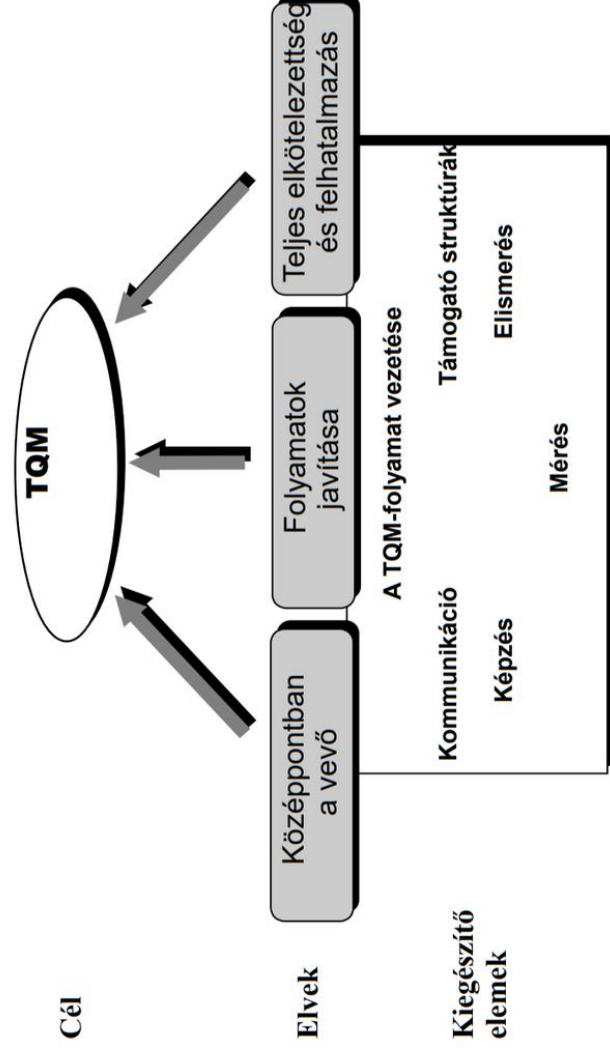 Cél
TQM
Elvek
Középpontban
a vevő
Folyamatok
javítása
Teljes elkötelezettség
és felhatalmazás
Kiegészítő
elemek
A TQM-folyamat vezetése
Kommunikáció
Támogató struktúrák
Képzés
Elismerés
Mérés